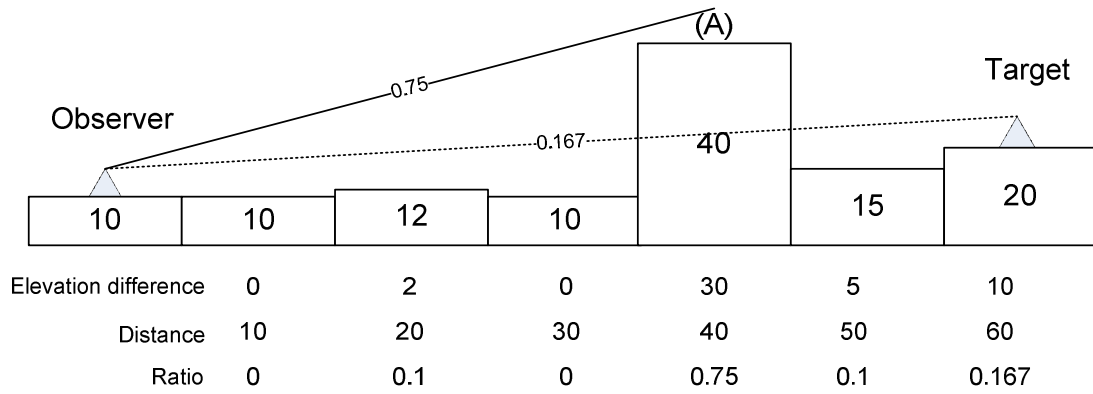 (A)
Target
0.75
Observer
0.167
40
10 10 12 10 15 20
Elevation difference 0 2 0 30 5 10
Distance 10 20 30 40 50 60
Ratio 0 0.1 0 0.75 0.1 0.167